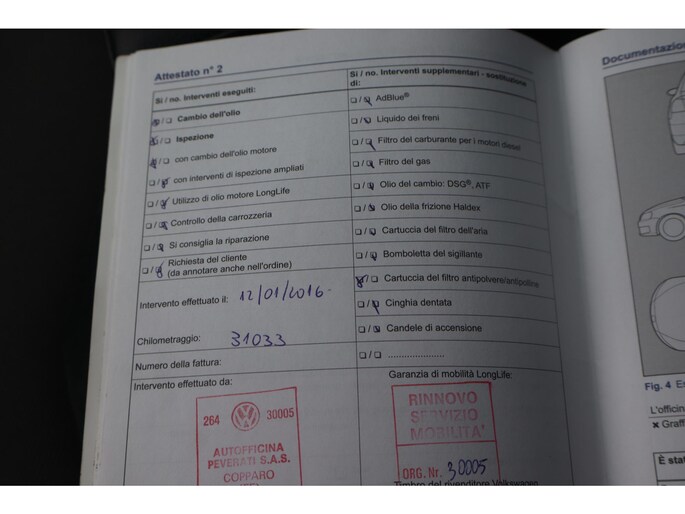 Attestato n° 2
Si / no. Interventi eseguiti:
❏/❏ Cambio dell'olio
❏/❏ Ispezione
❏/❏ con cambio dell'olio motore
❏/❏ con interventi di ispezione ampliati
❏/❏ Utilizzo di olio motore LongLife
❏/❏ Controllo della carrozzeria
❏/❏ Si consiglia la riparazione
❏/❏ Richiesta del cliente
(da annotare anche nell'ordine)
Intervento effettuato il: 12/01/2016
Chilometraggio: 31033
Numero della fattura:
Intervento effettuato da:
264 30005
AUTOFFICINA
PEVERATI S.A.S.
COPPARO
Si / no. Interventi supplementari - sostituzione
di:
❏/❏ AdBlue®
❏/❏ Liquido dei freni
❏/❏ Filtro del carburante per i motori diesel
❏/❏ Filtro del gas
❏/❏ Olio del cambio: DSG®, ATF
❏/❏ Olio della frizione Haldex
❏/❏ Cartuccia del filtro dell'aria
❏/❏ Bomboletta del sigillante
❏/❏ Cartuccia del filtro antipolvere/antipolline
❏/❏ Cinghia dentata
❏/❏ Candele di accensione
❏/❏ .....................
Garanzia di mobilità LongLife:
RINNOVO
SERVIZIO
MOBILITA'
ORG. Nr. 30005
Timbro del rivenditore Volkswagen
Documentazio
Fig. 4 Es
L'officin
× Graff
È stat